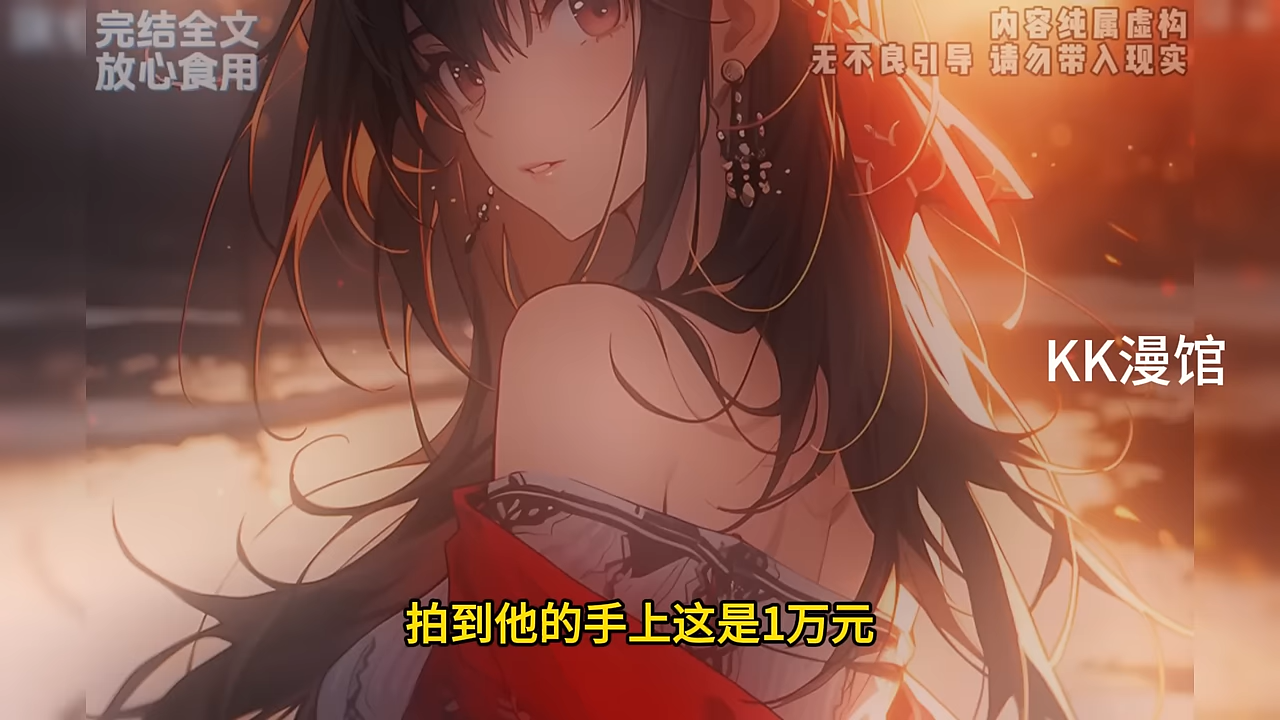 完结全文
放心食用
内容纯属虚构
无不良引导 请勿带入现实
KK漫馆
拍到他的手上这是1万元